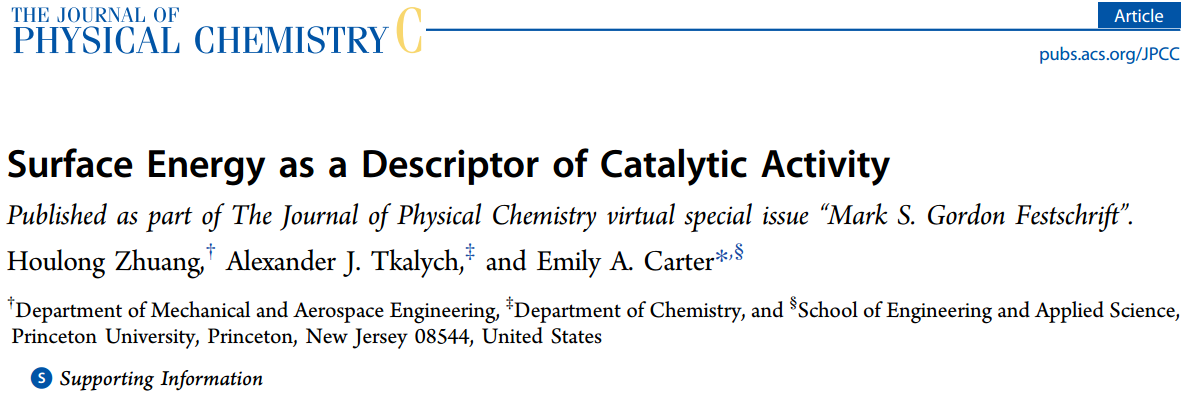 THE JOURNAL OF
PHYSICAL CHEMISTRY C
Article
pubs.acs.org/JPCC
Surface Energy as a Descriptor of Catalytic Activity
Published as part of The Journal of Physical Chemistry virtual special issue “Mark S. Gordon Festschrift”.
Houlong Zhuang,† Alexander J. Tkalych,‡ and Emily A. Carter*,§
†Department of Mechanical and Aerospace Engineering, ‡Department of Chemistry, and §School of Engineering and Applied Science,
Princeton University, Princeton, New Jersey 08544, United States
S Supporting Information